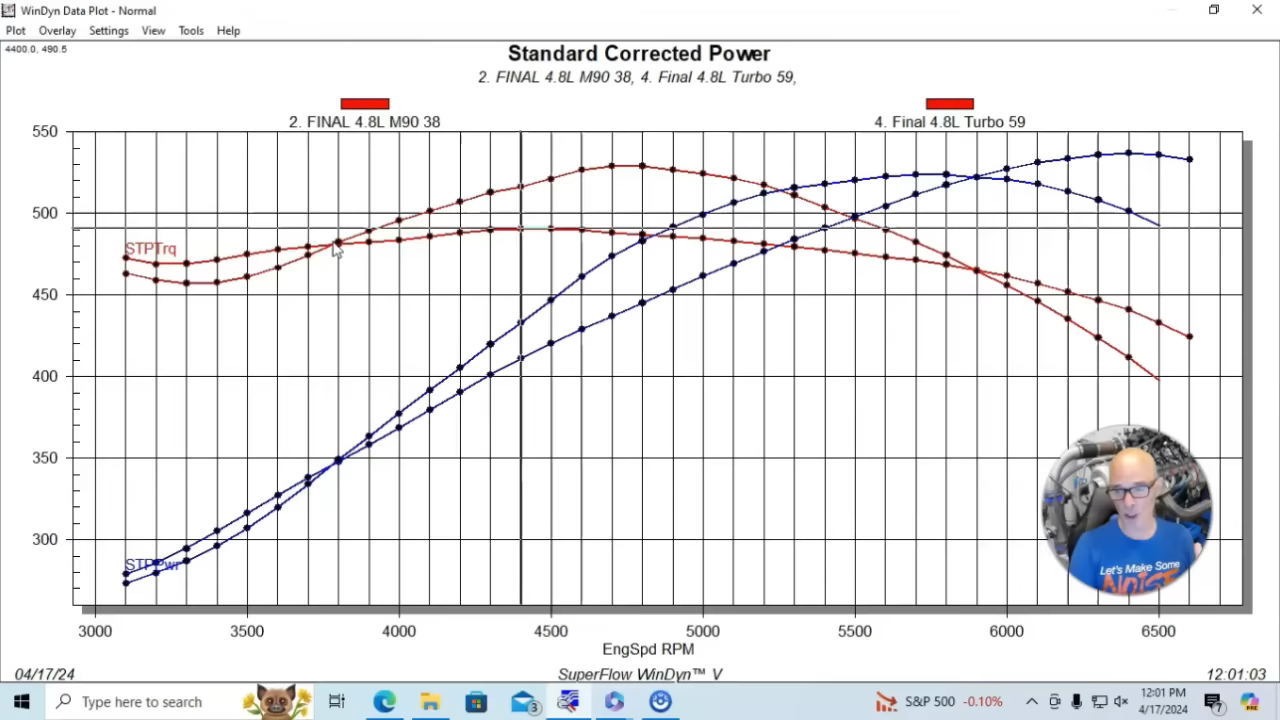 WinDyn Data Plot - Normal
Plot Overlay Settings View Tools Help
4400.0, 490.5
Standard Corrected Power
2. FINAL 4.8L M90 38, 4. Final 4.8L Turbo 59,
2. FINAL 4.8L M90 38
4. Final 4.8L Turbo 59
550
500
STPTrq
450
400
350
300
STPPwr
Let's Make Some
NOISE
3000 3500 4000 4500 5000 5500 6000 6500
EngSpd RPM
04/17/24
SuperFlow WinDyn™ V
12:01:03
Type here to search
3
S&P 500 -0.10%
12:01 PM
4/17/2024
7
PRE